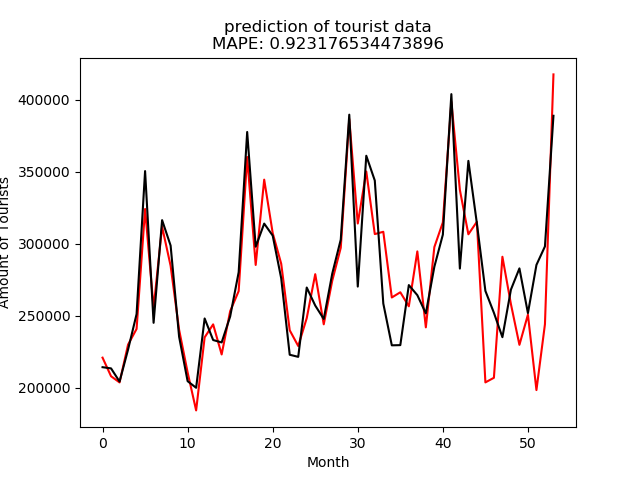 prediction of tourist data
MAPE: 0.923176534473896
400000
350000
300000
250000
200000
Amount of Tourists
0 10 20 30 40 50
Month